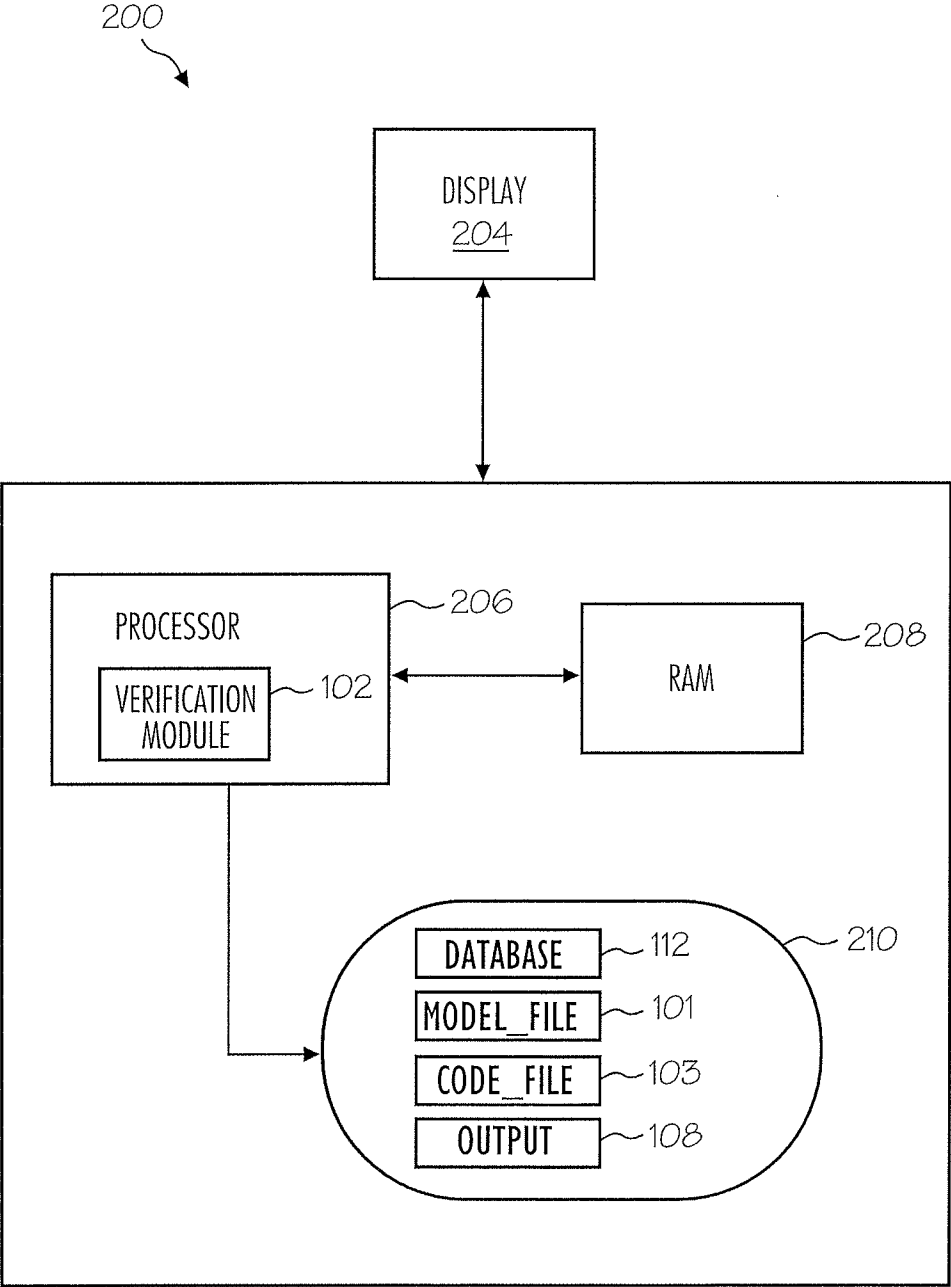 200
DISPLAY
204
PROCESSOR
206
VERIFICATION
MODULE
102
RAM
208
210
DATABASE
112
MODEL_FILE
101
CODE_FILE
103
OUTPUT
108